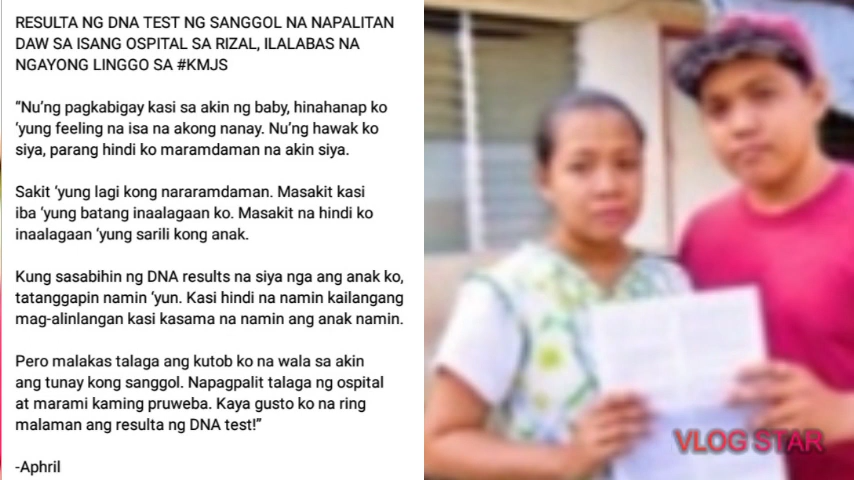 RESULTA NG DNA TEST NG SANGGOL NA NAPALITAN
DAW SA ISANG OSPITAL SA RIZAL, ILALABAS NA
NGAYONG LINGGO SA #KMJS
“Nu’ng pagkabigay kasi sa akin ng baby, hinahanap ko
‘yung feeling na isa na akong nanay. Nu’ng hawak ko
siya, parang hindi ko maramdaman na akin siya.
Sakit ‘yung lagi kong nararamdaman. Masakit kasi
iba ‘yung batang inaalagaan ko. Masakit na hindi ko
inaalagaan ‘yung sarili kong anak.
Kung sasabihin ng DNA results na siya nga ang anak ko,
tatanggapin namin ‘yun. Kasi hindi na namin kailangang
mag-alinlangan kasi kasama na namin ang anak namin.
Pero malakas talaga ang kutob ko na wala sa akin
ang tunay kong sanggol. Napagpalit talaga ng ospital
at marami kaming pruweba. Kaya gusto ko na ring
malaman ang resulta ng DNA test!”
-Aphril
VLOG STAR